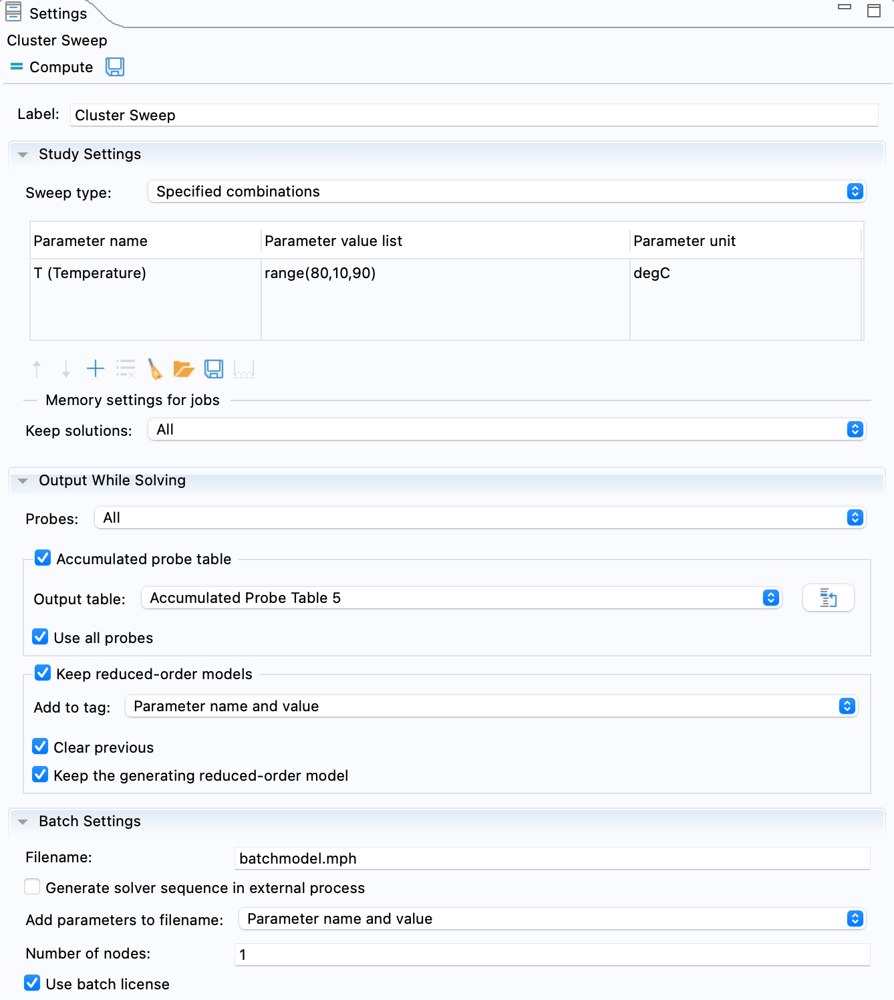 Settings
Cluster Sweep
Compute
Label: Cluster Sweep
Study Settings
Sweep type: Specified combinations
Parameter name Parameter value list Parameter unit
T (Temperature) range(80,10,90) degC
Memory settings for jobs
Keep solutions: All
Output While Solving
Probes: All
Accumulated probe table
Output table: Accumulated Probe Table 5
Use all probes
Keep reduced-order models
Add to tag: Parameter name and value
Clear previous
Keep the generating reduced-order model
Batch Settings
Filename: batchmodel.mph
Generate solver sequence in external process
Add parameters to filename: Parameter name and value
Number of nodes: 1
Use batch license